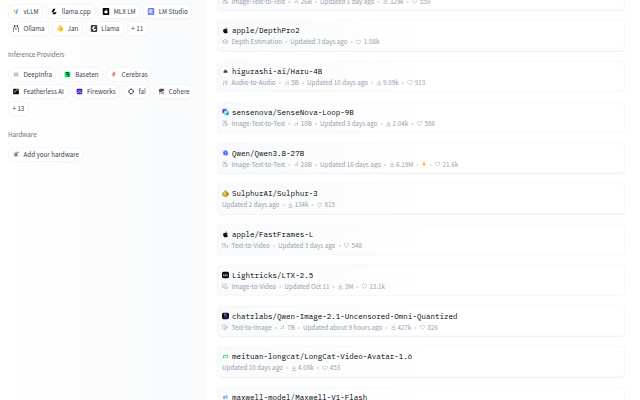 vLLM llama.cpp MLX LM LM Studio
Ollama Jan Llama + 11
Inference Providers
DeepInfra Baseten Cerebras
Featherless AI Fireworks fal Cohere
+ 13
Hardware
Add your hardware
apple/DepthPro2
Depth Estimation • Updated 3 days ago • 1.08k
higurashi-ai/Haru-4B
Audio-to-Audio • 5B • Updated 10 days ago • 9.09k • 915
sensenova/SenseNova-Loop-9B
Image-Text-to-Text • 10B • Updated 3 days ago • 2.04k • 568
Qwen/Qwen3.8-27B
Image-Text-to-Text • 28B • Updated 16 days ago • 6.19M • 21.6k
SulphurAI/Sulphur-3
Updated 2 days ago • 134k • 815
apple/FastFrames-L
Text-to-Video • Updated 3 days ago • 548
Lightricks/LTX-2.5
Image-to-Video • Updated Oct 11 • 3M • 13.1k
chatzlabs/Qwen-Image-2.1-Uncensored-Omni-Quantized
Text-to-Image • 7B • Updated about 9 hours ago • 427k • 826
meituan-longcat/LongCat-Video-Avatar-1.6
Updated 10 days ago • 4.08k • 453
maxwell-model/Maxwell-V1-Flash